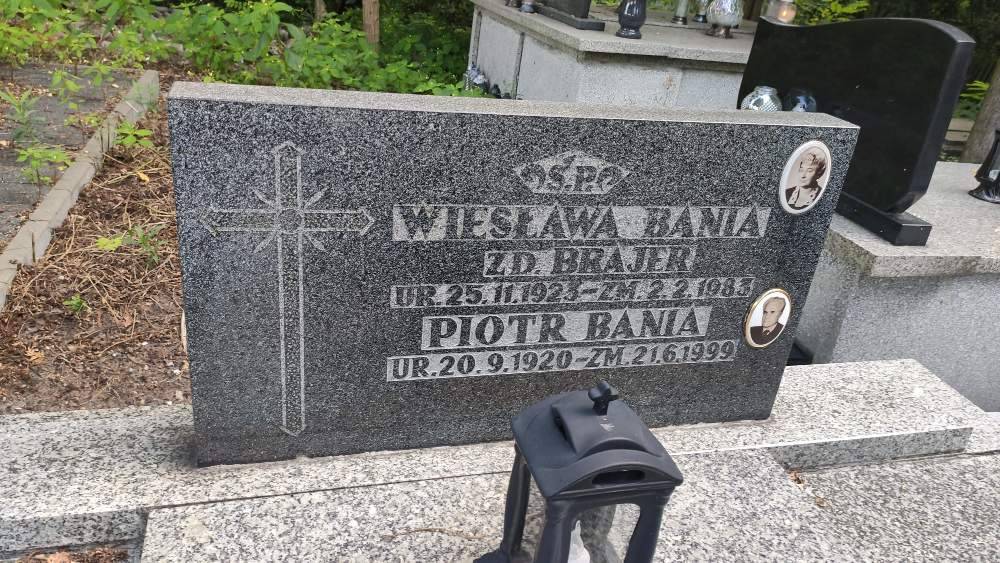 Ś.P.
WIESŁAWA BANIA
ZD. BRAJER
UR. 25.11.1923-ZM. 2.2.1983
PIOTR BANIA
UR. 20.9.1920-ZM. 21.6.1999